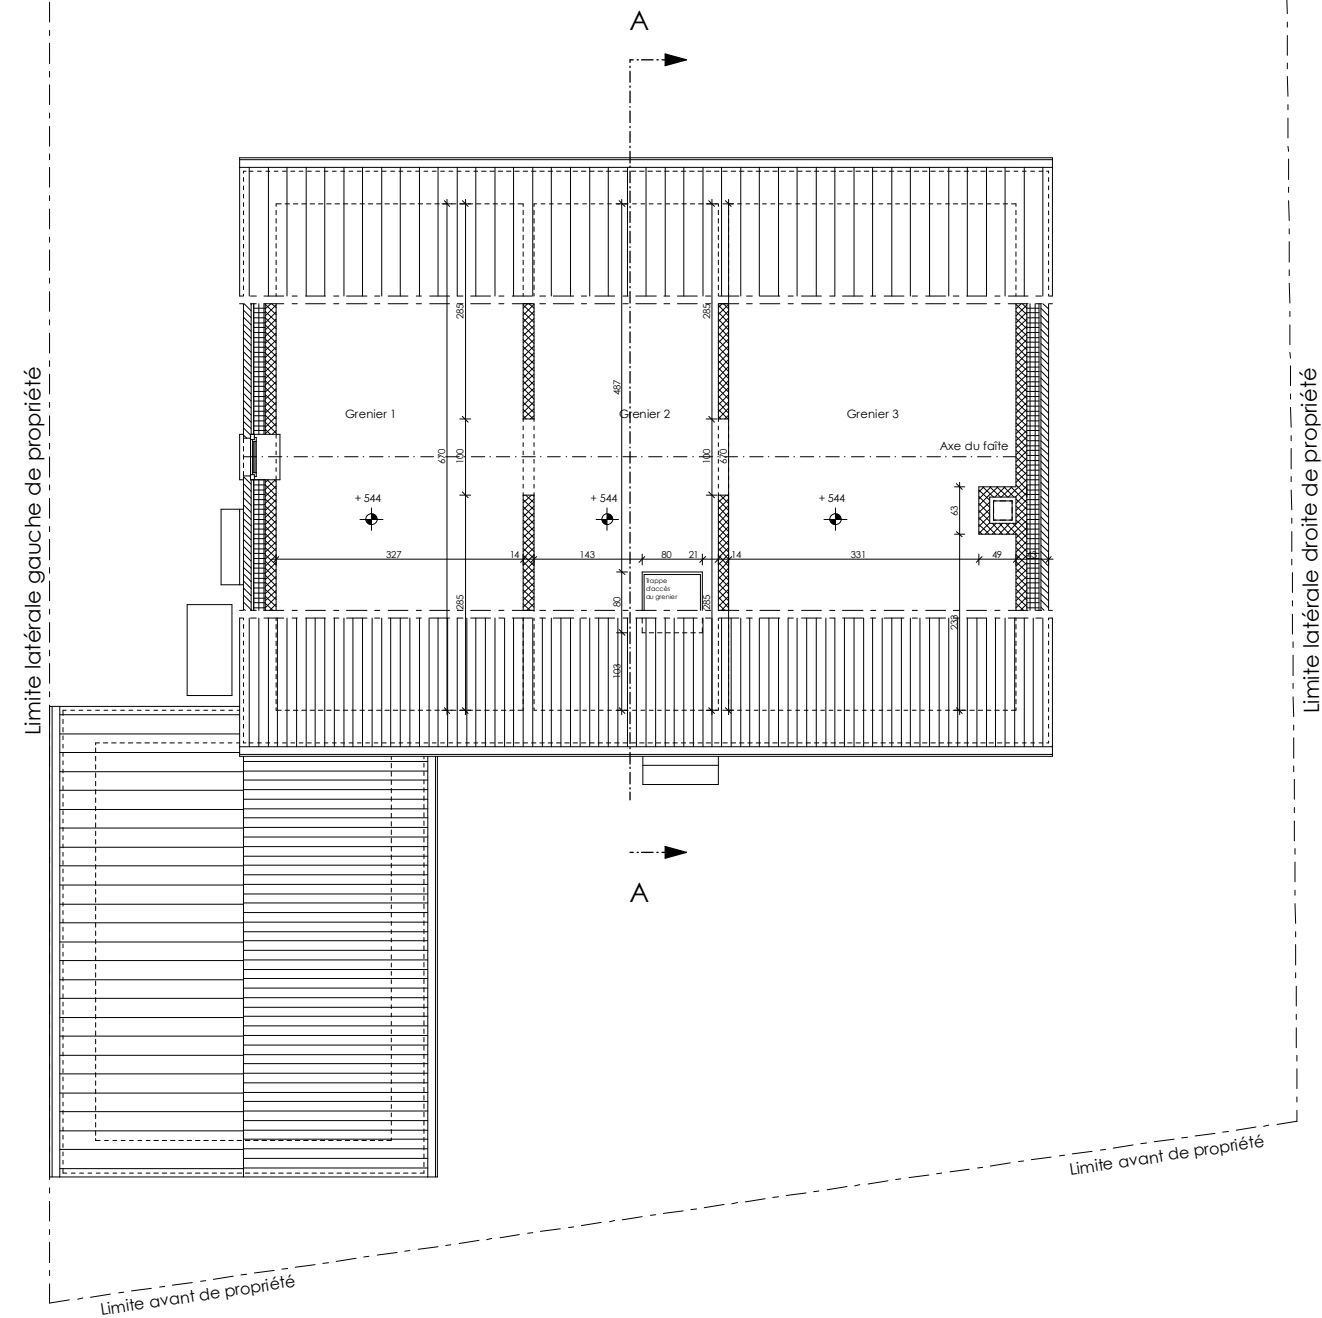 A
285
285
487
Grenier 1
Grenier 2
Grenier 3
Axe du faîte
670
100
100
670
+ 544
+ 544
+ 544
63
327
14
143
80
21
14
331
49
Trappe
d'accès
au grenier
285
80
285
233
103
Limite latérale gauche de propriété
Limite latérale droite de propriété
A
Limite avant de propriété
Limite avant de propriété